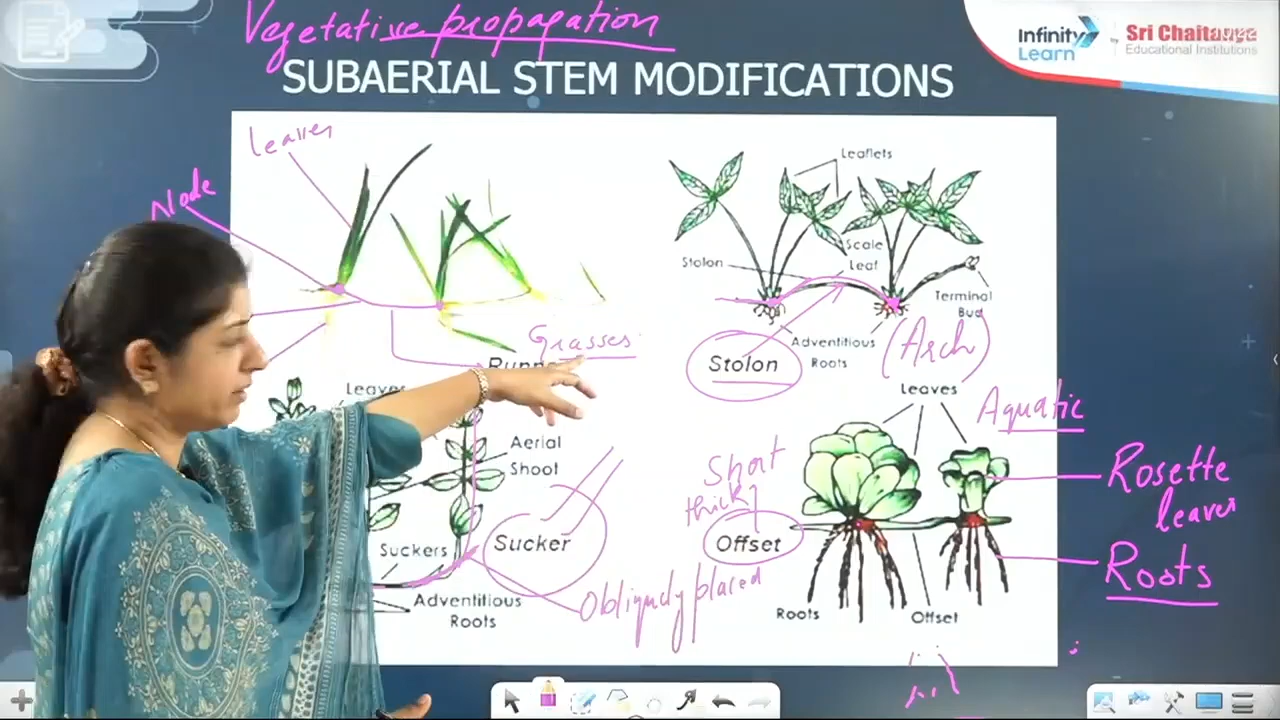 Vegetative propagation
SUBAERIAL STEM MODIFICATIONS
Infinity
Learn
by
Sri Chaitanya
Educational Institutions
leaves
Node
Grasses
Leaflets
Stolon
Scale
Leaf
Terminal
Bud
Adventitious
Roots
Stolon
(Arch)
Leaves
Aerial
Shoot
Suckers
Sucker
Adventitious
Roots
Obliquely placed
Leaves
Aquatic
Short
thick
Offset
Rosette
leaves
Roots
Roots
Offset